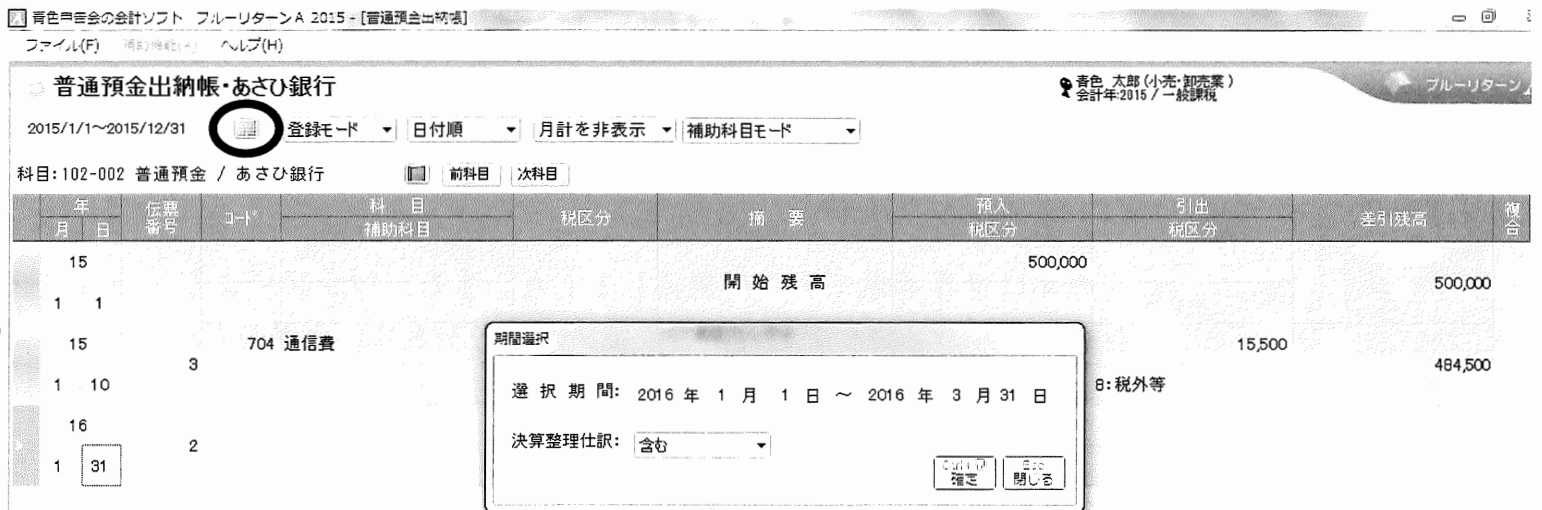 青色申告会の会計ソフト ブルーリターンA 2015 - [普通預金出納帳]
ファイル(F) ヘルプ(H)
普通預金出納帳・あさひ銀行
青色 太郎 (小売・卸売業)
会計年:2015 / 一般課税
ブルーリターンA
2015/1/1～2015/12/31 登録モード 日付順 月計を非表示 補助科目モード
科目:102-002 普通預金 / あさひ銀行 前科目 次科目
年 伝票番号 コード 科目 税区分 摘要 預入 引出 差引残高 複合
月 日 補助科目 税区分 税区分
15 500,000
開始残高 500,000
1 1
15 704 通信費 15,500
3 484,500
1 10 8:税外等
16
2
1 31
期間選択
選択期間: 2016 年 1 月 1 日 ～ 2016 年 3 月 31 日
決算整理仕訳: 含む
確定 閉じる